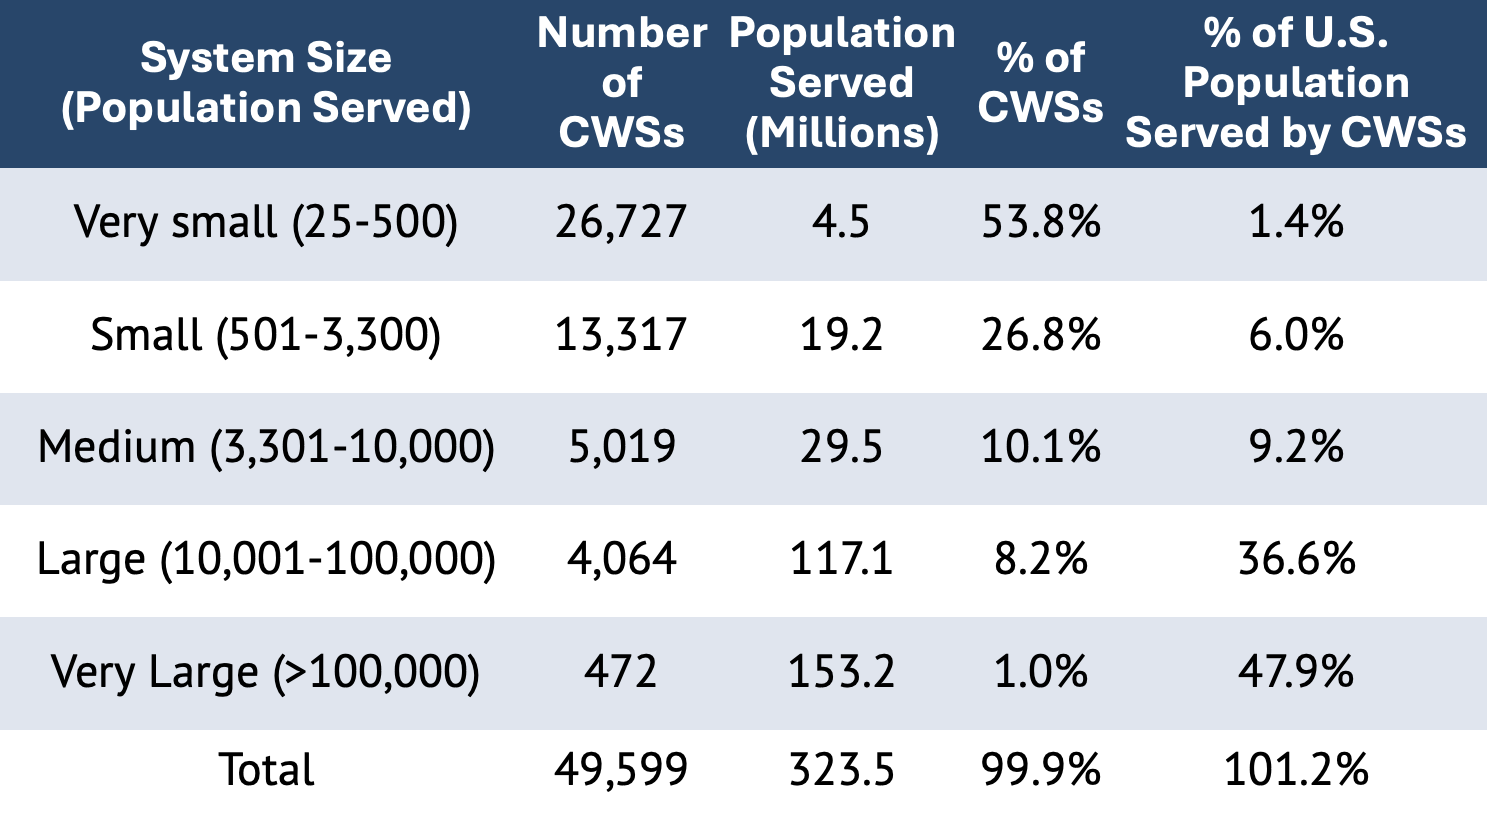 System Size (Population Served) Number of CWSs Population Served (Millions) % of CWSs % of U.S. Population Served by CWSs
Very small (25-500) 26,727 4.5 53.8% 1.4%
Small (501-3,300) 13,317 19.2 26.8% 6.0%
Medium (3,301-10,000) 5,019 29.5 10.1% 9.2%
Large (10,001-100,000) 4,064 117.1 8.2% 36.6%
Very Large (>100,000) 472 153.2 1.0% 47.9%
Total 49,599 323.5 99.9% 101.2%